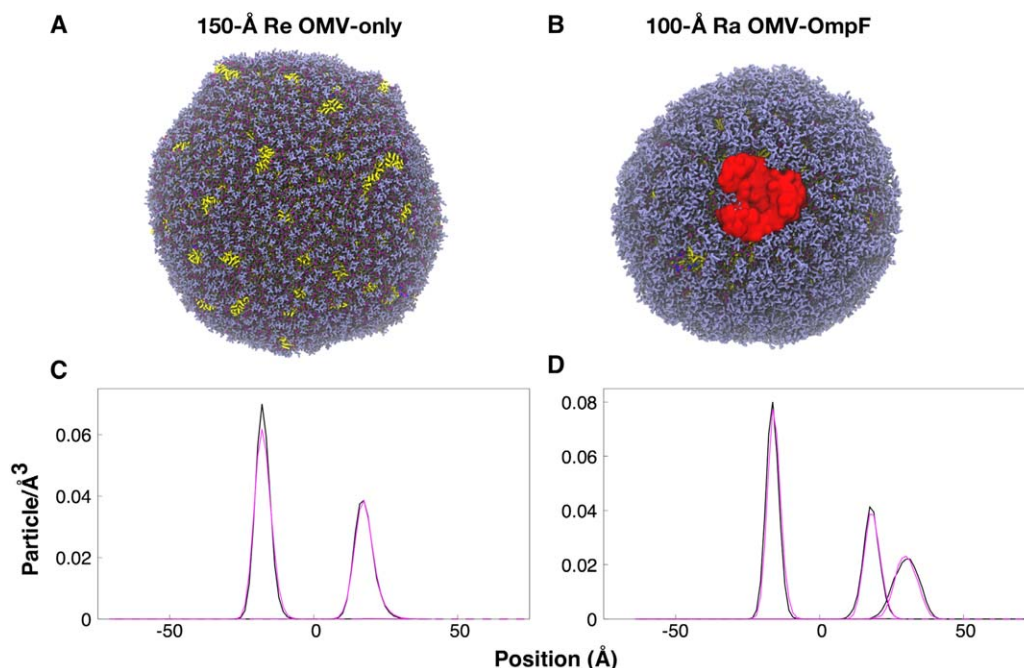 A 150-Å Re OMV-only
B 100-Å Ra OMV-OmpF
C
D
Particle/Å3
0.06
0.04
0.02
0
-50 0 50
0.08
0.06
0.04
0.02
0
-50 0 50
Position (Å)